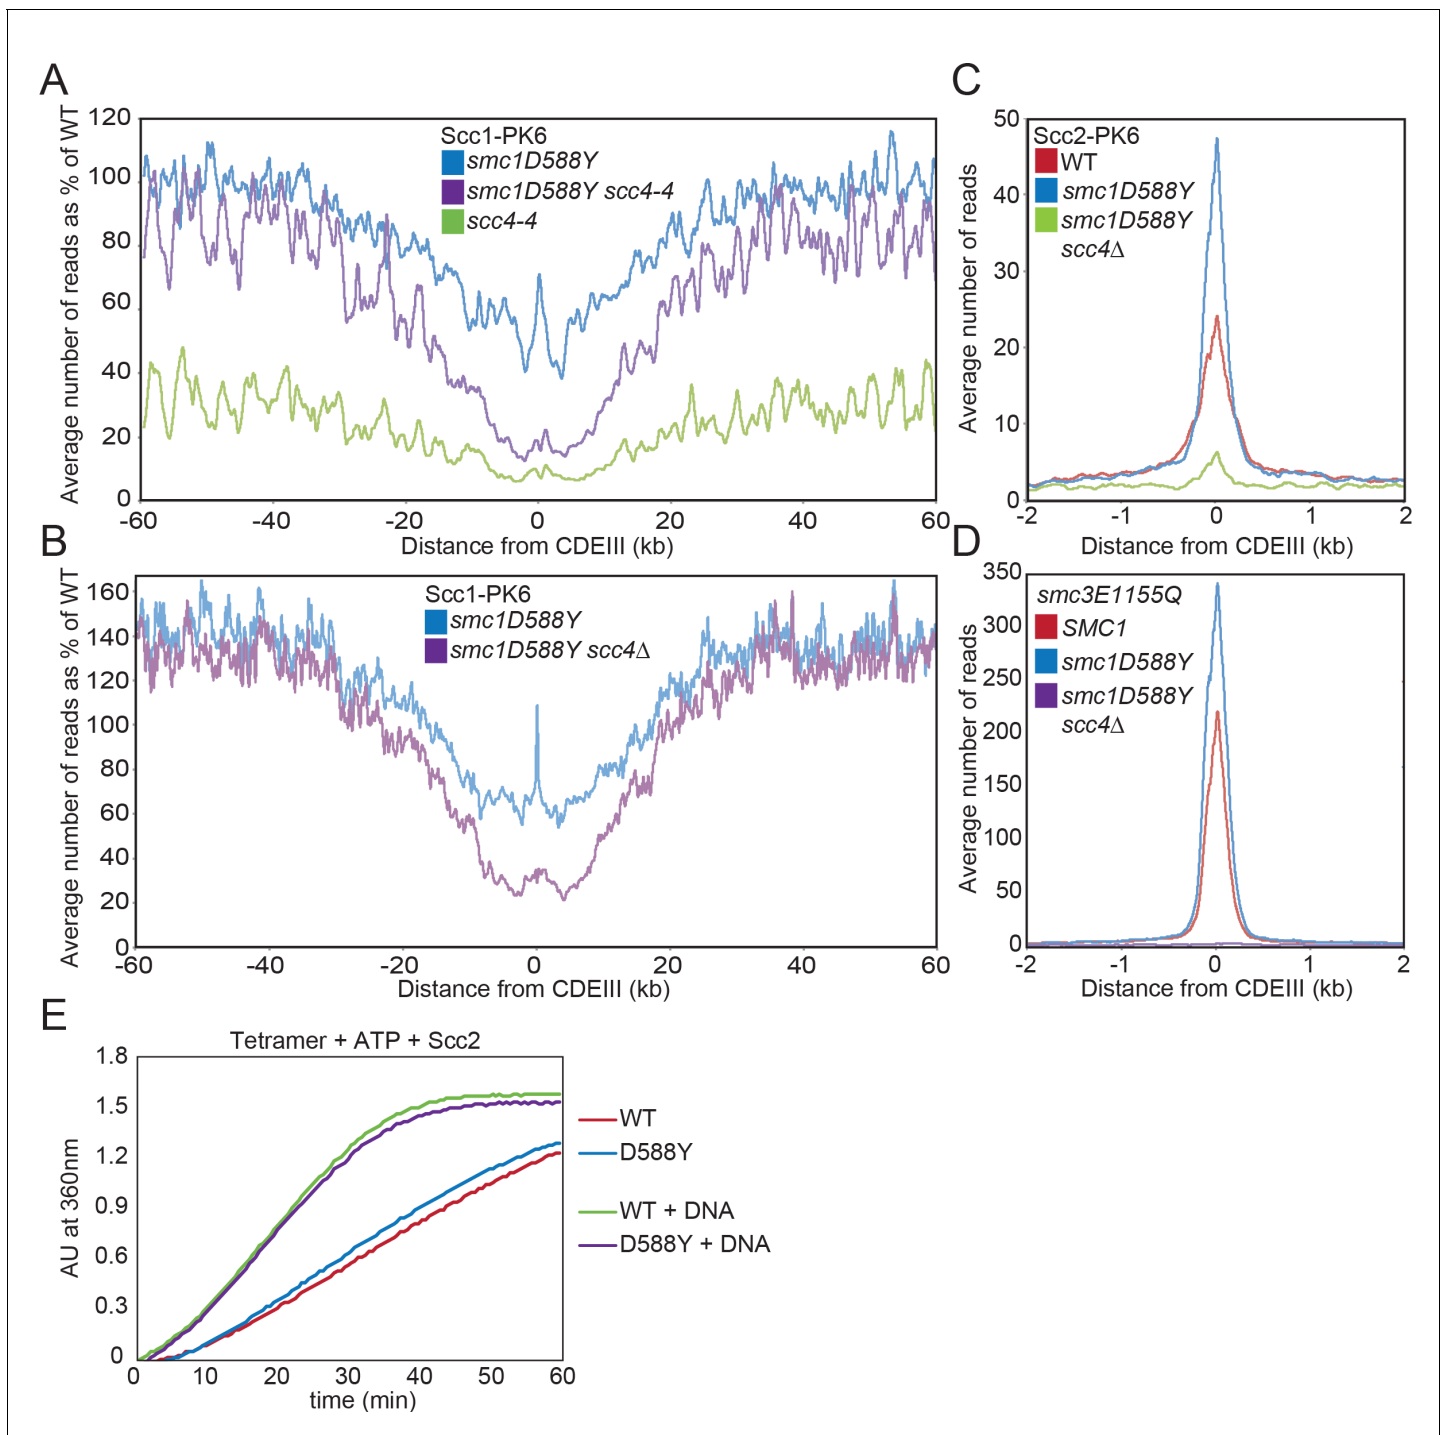 A
Average number of reads as % of WT
120
100
80
60
40
20
0
Scc1-PK6
smc1D588Y
smc1D588Y scc4-4
scc4-4
-60 -40 -20 0 20 40 60
Distance from CDEIII (kb)
B
Average number of reads as % of WT
160
140
120
100
80
60
40
20
0
Scc1-PK6
smc1D588Y
smc1D588Y scc4Δ
-60 -40 -20 0 20 40 60
Distance from CDEIII (kb)
C
Average number of reads
50
40
30
20
10
0
Scc2-PK6
WT
smc1D588Y
smc1D588Y
scc4Δ
-2 -1 0 1 2
Distance from CDEIII (kb)
D
Average number of reads
350
300
250
200
150
100
50
0
smc3E1155Q
SMC1
smc1D588Y
smc1D588Y
scc4Δ
-2 -1 0 1 2
Distance from CDEIII (kb)
E
Tetramer + ATP + Scc2
AU at 360nm
1.8
1.5
1.2
0.9
0.6
0.3
0
0 10 20 30 40 50 60
time (min)
WT
D588Y
WT + DNA
D588Y + DNA